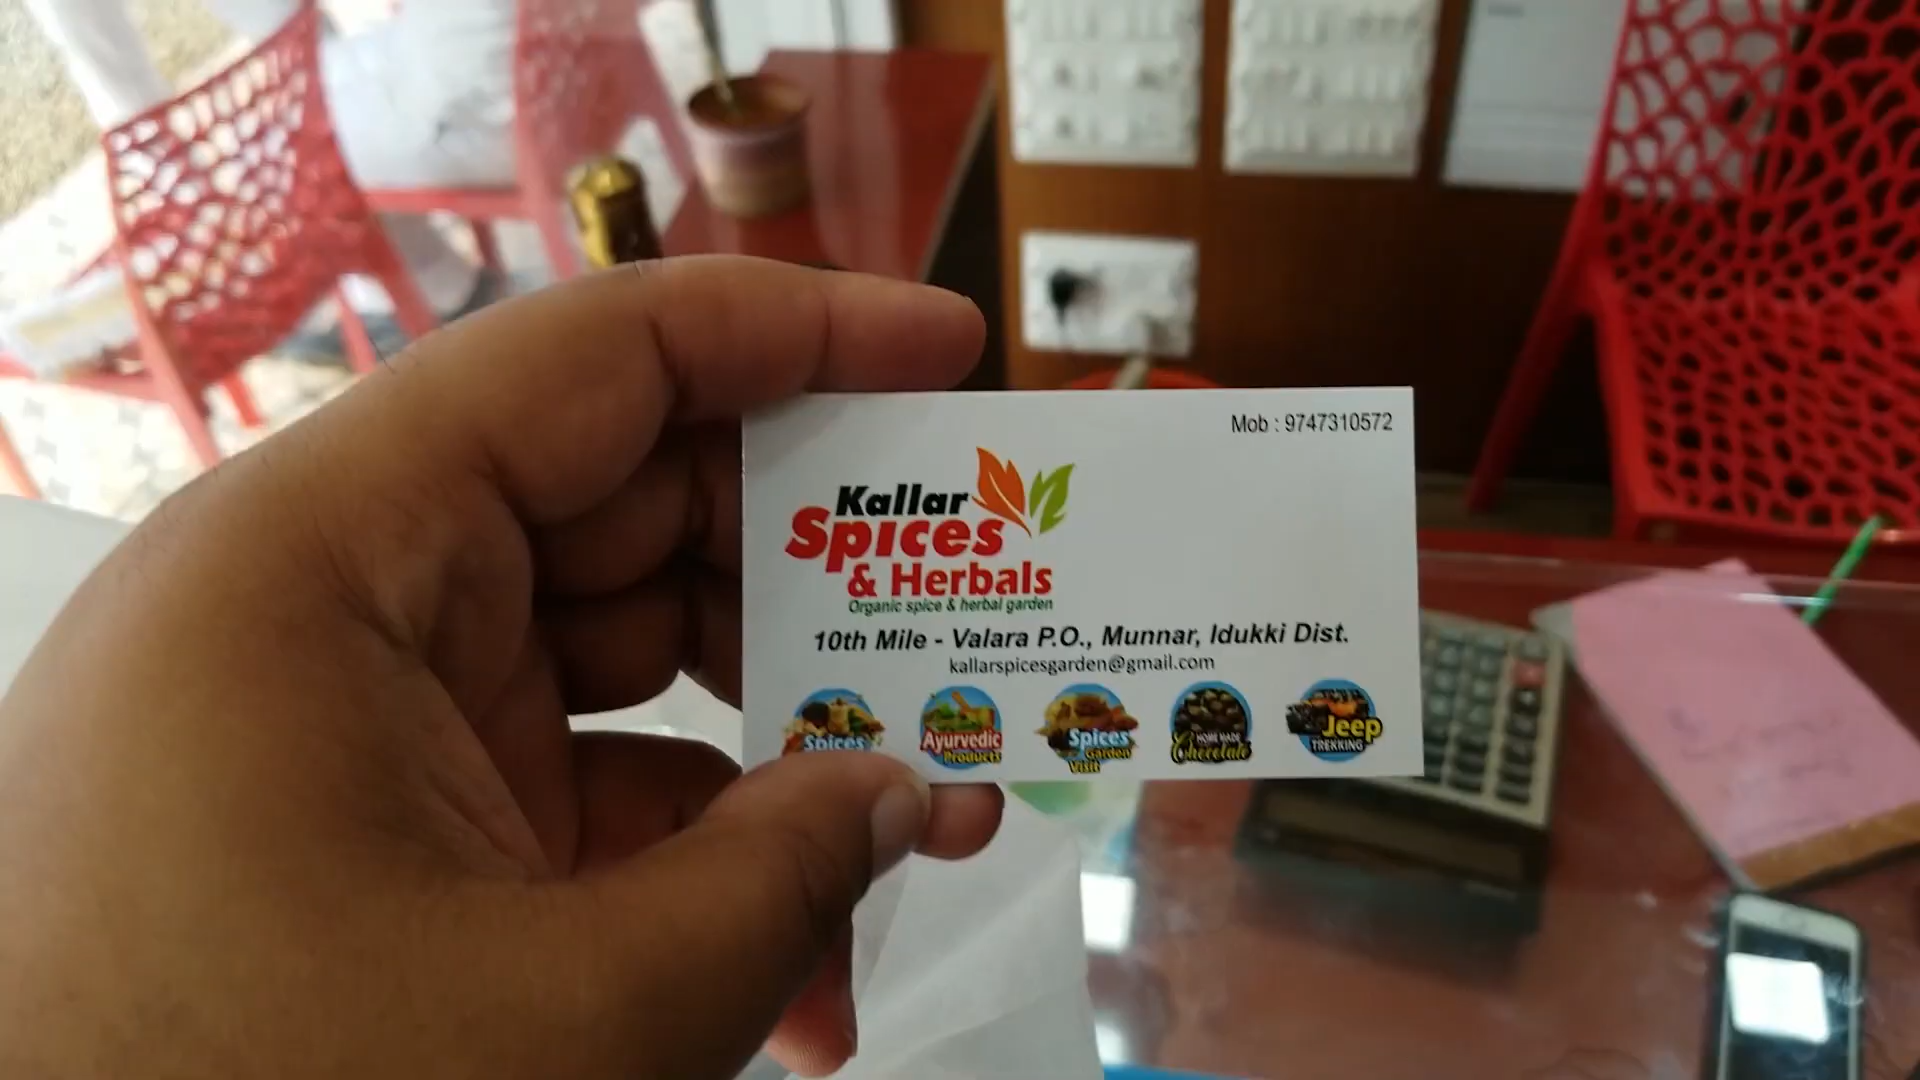 Mob : 9747310572
Kallar
Spices
& Herbals
Organic spice & herbal garden
10th Mile - Valara P.O., Munnar, Idukki Dist.
kallarspicesgarden@gmail.com
Spices
Ayurvedic
Products
Spices
Garden
Visit
HOME MADE
Chocolate
Jeep
TREKKING